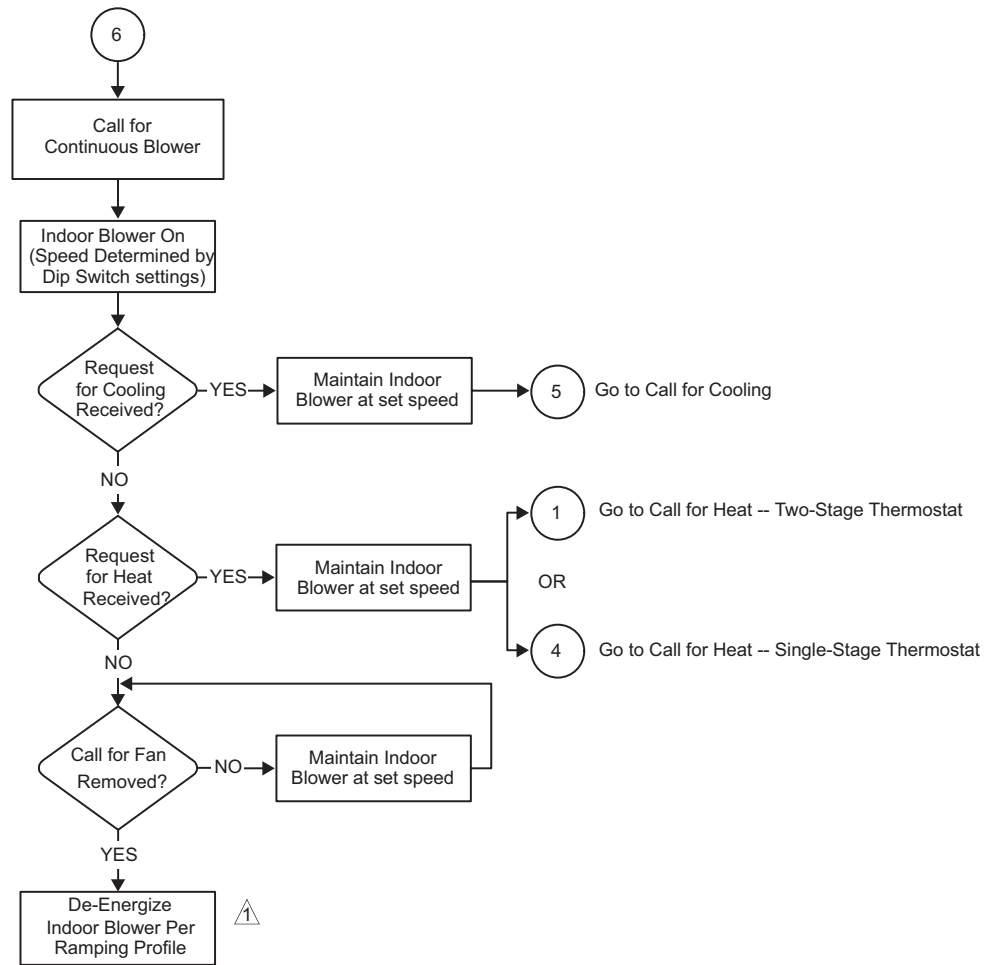 6
Call for
Continuous Blower
Indoor Blower On
(Speed Determined by
Dip Switch settings)
Request
for Cooling
Received?
YES
Maintain Indoor
Blower at set speed
5
Go to Call for Cooling
NO
Request
for Heat
Received?
YES
Maintain Indoor
Blower at set speed
1
Go to Call for Heat -- Two-Stage Thermostat
OR
4
Go to Call for Heat -- Single-Stage Thermostat
NO
Call for Fan
Removed?
NO
Maintain Indoor
Blower at set speed
YES
De-Energize
Indoor Blower Per
Ramping Profile
1